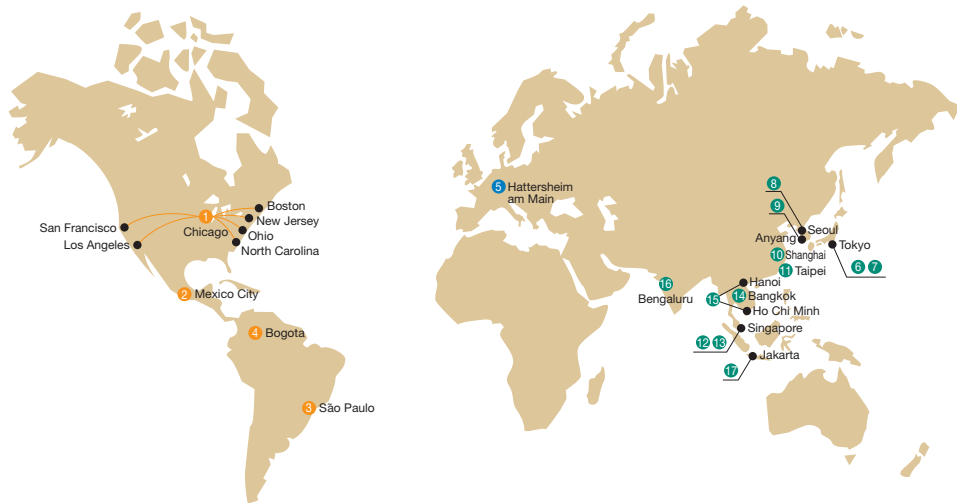 Boston
1
New Jersey
San Francisco
Chicago
Ohio
Los Angeles
North Carolina
2 Mexico City
4 Bogota
3 São Paulo
5 Hattersheim
am Main
8
9
Seoul
Anyang
Tokyo
10 Shanghai
6 7
11 Taipei
16
Bengaluru
Hanoi
15
14 Bangkok
Ho Chi Minh
Singapore
12 13
Jakarta
17